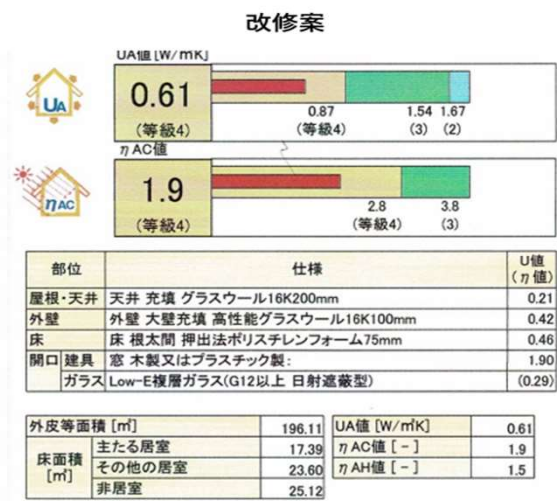 改修案
UA値 [W/㎡K]
UA
0.61
(等級4)
0.87
(等級4)
1.54
(3)
1.67
(2)
η AC値
ηAC
1.9
(等級4)
2.8
(等級4)
3.8
(3)
部位 仕様 U値 (η値)
屋根・天井 天井 充填 グラスウール16K200mm 0.21
外壁 外壁 大壁充填 高性能グラスウール16K100mm 0.42
床 床 根太間 押出法ポリスチレンフォーム75mm 0.46
開口 建具 窓 木製又はプラスチック製: 1.90
ガラス Low-E複層ガラス(G12以上 日射遮蔽型) (0.29)
外皮等面積 [㎡] 196.11
床面積 [㎡] 主たる居室 17.39
その他の居室 23.60
非居室 25.12
UA値 [W/㎡K] 0.61
η AC値 [-] 1.9
η AH値 [-] 1.5